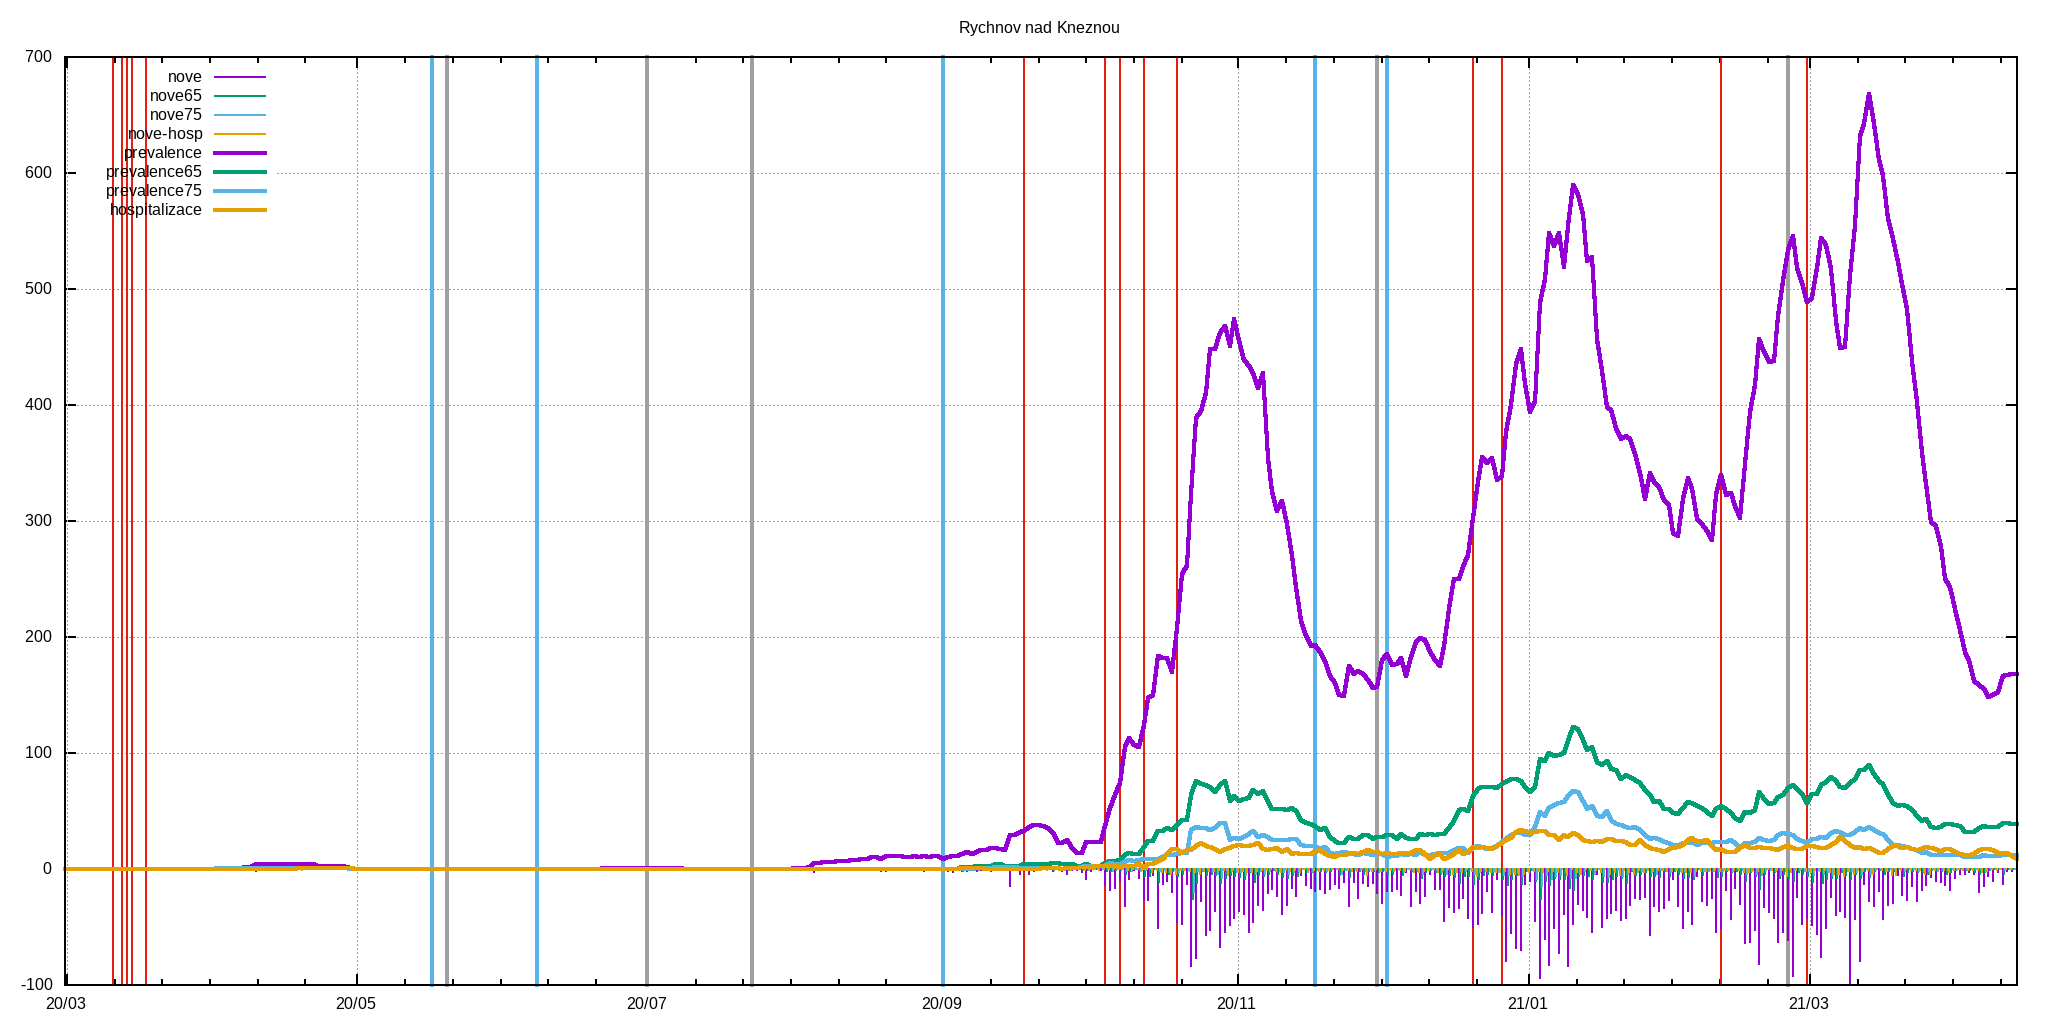 Rychnov nad Kneznou
700
600
500
400
300
200
100
0
-100
nove
nove65
nove75
nove-hosp
prevalence
prevalence65
prevalence75
hospitalizace
20/03
20/05
20/07
20/09
20/11
21/01
21/03